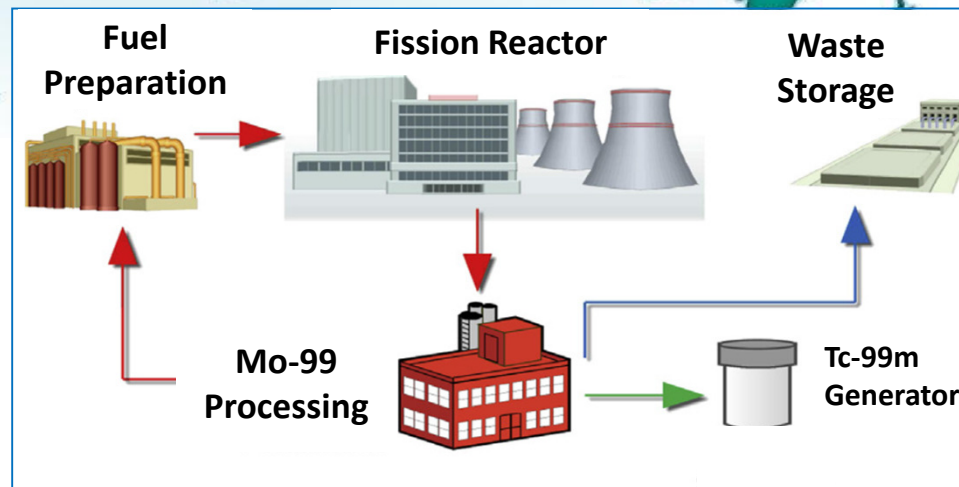 Fuel
Preparation
Fission Reactor
Waste
Storage
Mo-99
Processing
Tc-99m
Generator